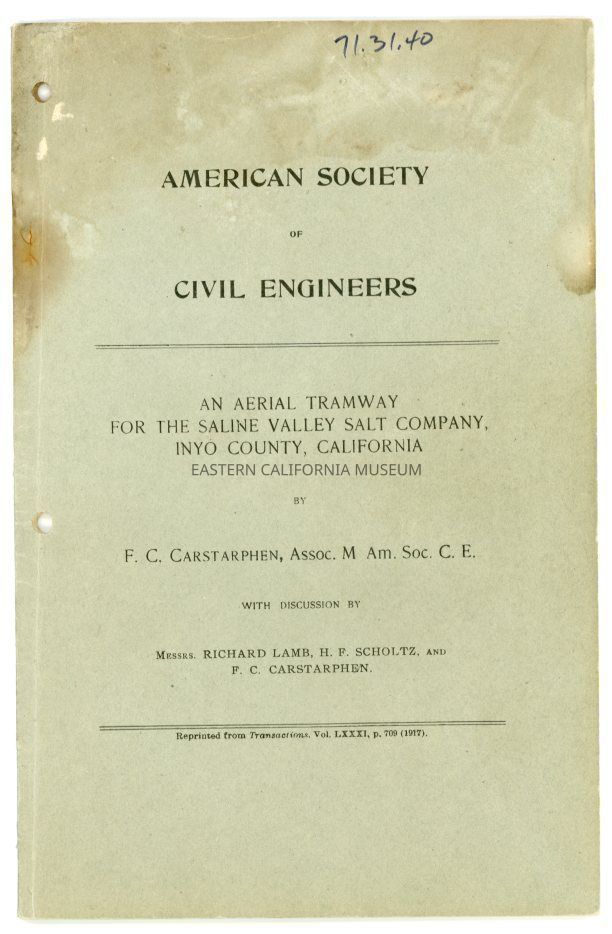 71.31.40
AMERICAN SOCIETY
OF
CIVIL ENGINEERS
AN AERIAL TRAMWAY
FOR THE SALINE VALLEY SALT COMPANY,
INYO COUNTY, CALIFORNIA
EASTERN CALIFORNIA MUSEUM
BY
F. C. CARSTARPHEN, ASSOC. M AM. SOC. C. E.
WITH DISCUSSION BY
MESSRS. RICHARD LAMB, H. F. SCHOLTZ, AND
F. C. CARSTARPHEN.
Reprinted from Transactions, Vol. LXXXI, p. 709 (1917).